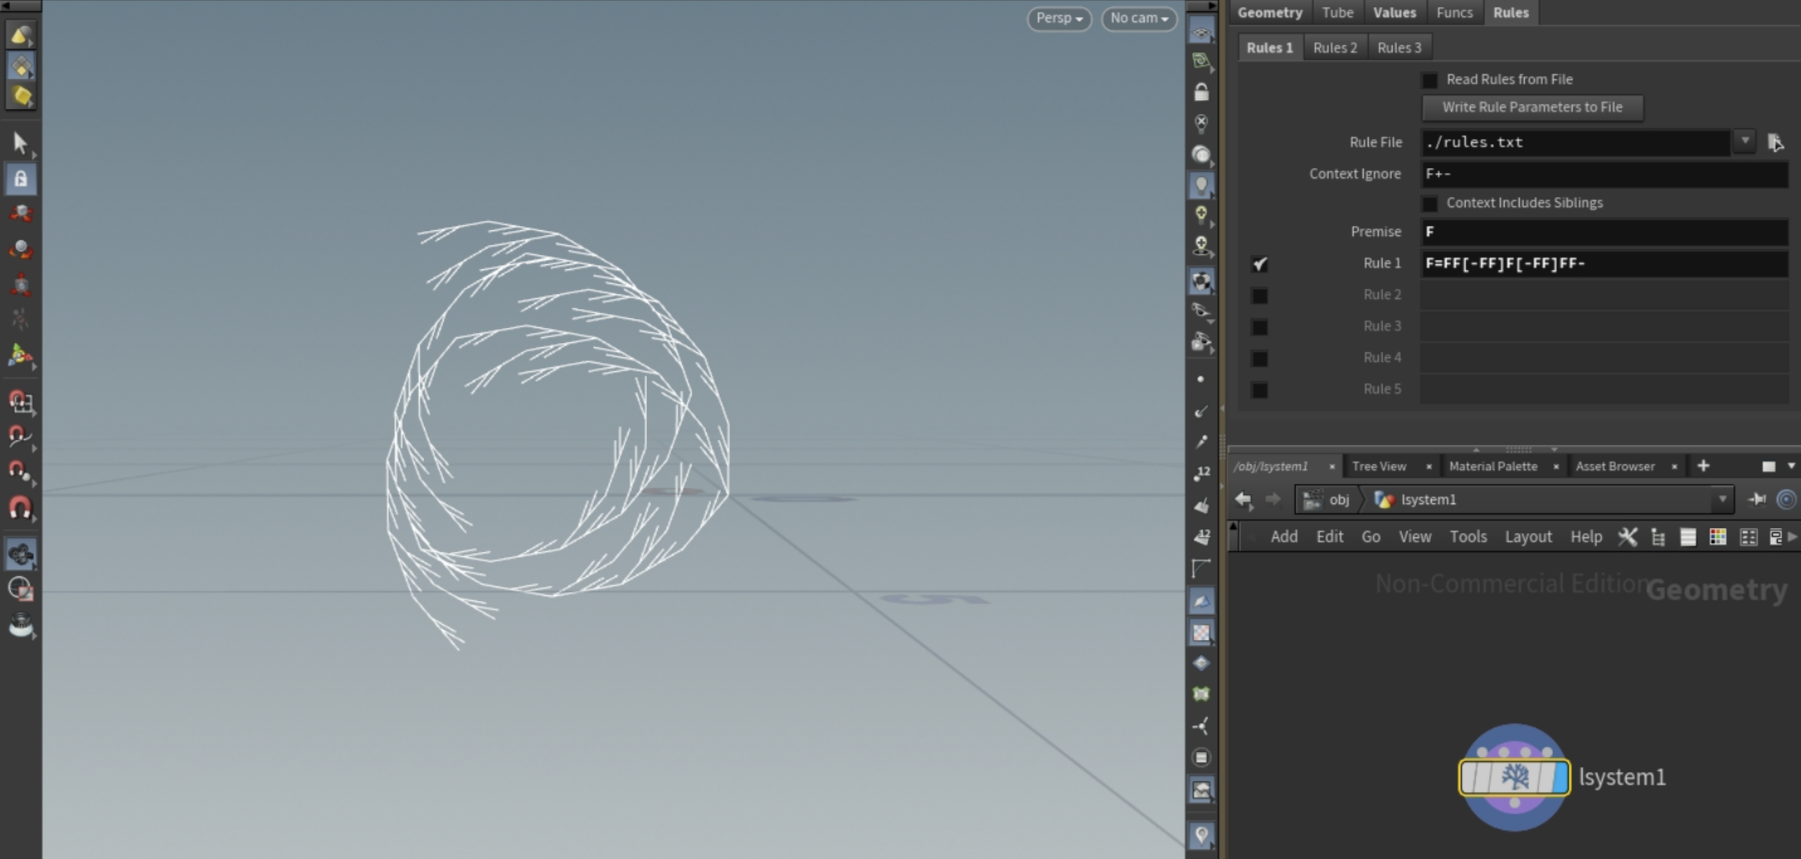 Persp No cam
Geometry Tube Values Funcs Rules
Rules 1 Rules 2 Rules 3
Read Rules from File
Write Rule Parameters to File
Rule File ./rules.txt
Context Ignore F+-
Context Includes Siblings
Premise F
Rule 1 F=FF[-FF]F[-FF]FF-
Rule 2
Rule 3
Rule 4
Rule 5
/obj/lsystem1 × Tree View × Material Palette × Asset Browser × +
obj lsystem1
Add Edit Go View Tools Layout Help
Non-Commercial Edition Geometry
lsystem1
12
12
5